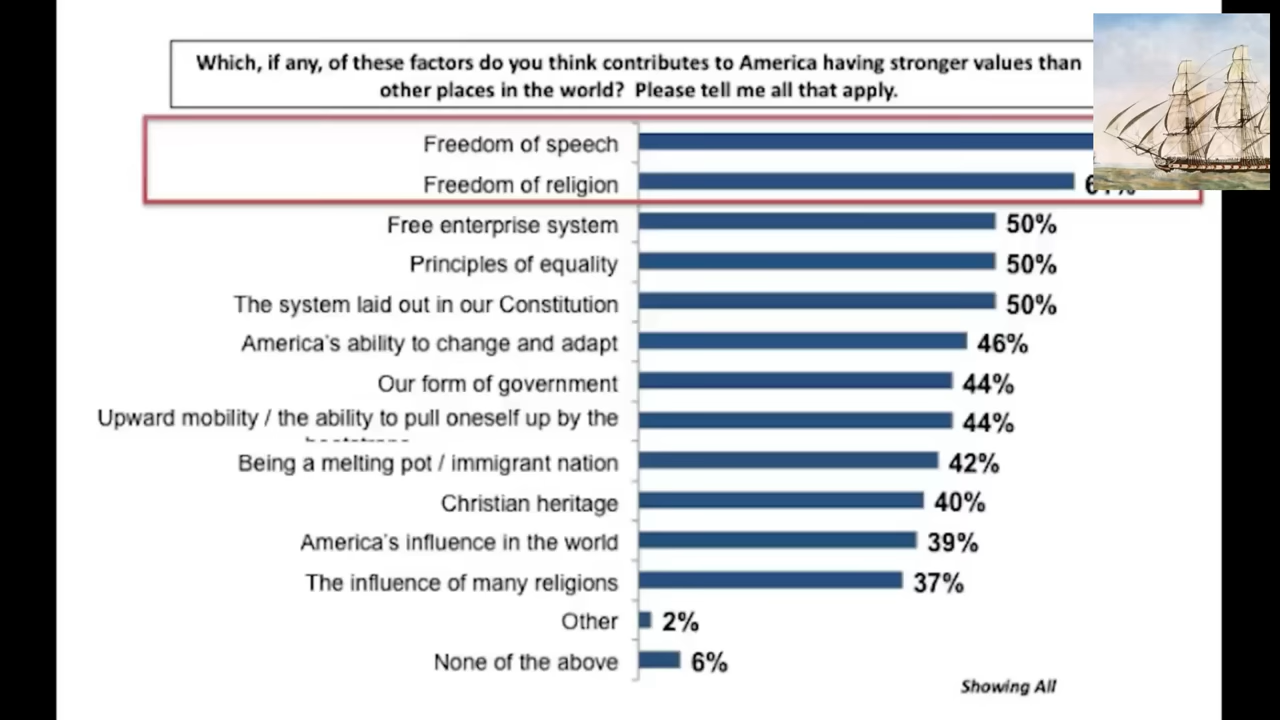 Which, if any, of these factors do you think contributes to America having stronger values than
other places in the world? Please tell me all that apply.
Freedom of speech
Freedom of religion
Free enterprise system 50%
Principles of equality 50%
The system laid out in our Constitution 50%
America's ability to change and adapt 46%
Our form of government 44%
Upward mobility / the ability to pull oneself up by the 44%
Being a melting pot / immigrant nation 42%
Christian heritage 40%
America's influence in the world 39%
The influence of many religions 37%
Other 2%
None of the above 6%
Showing All